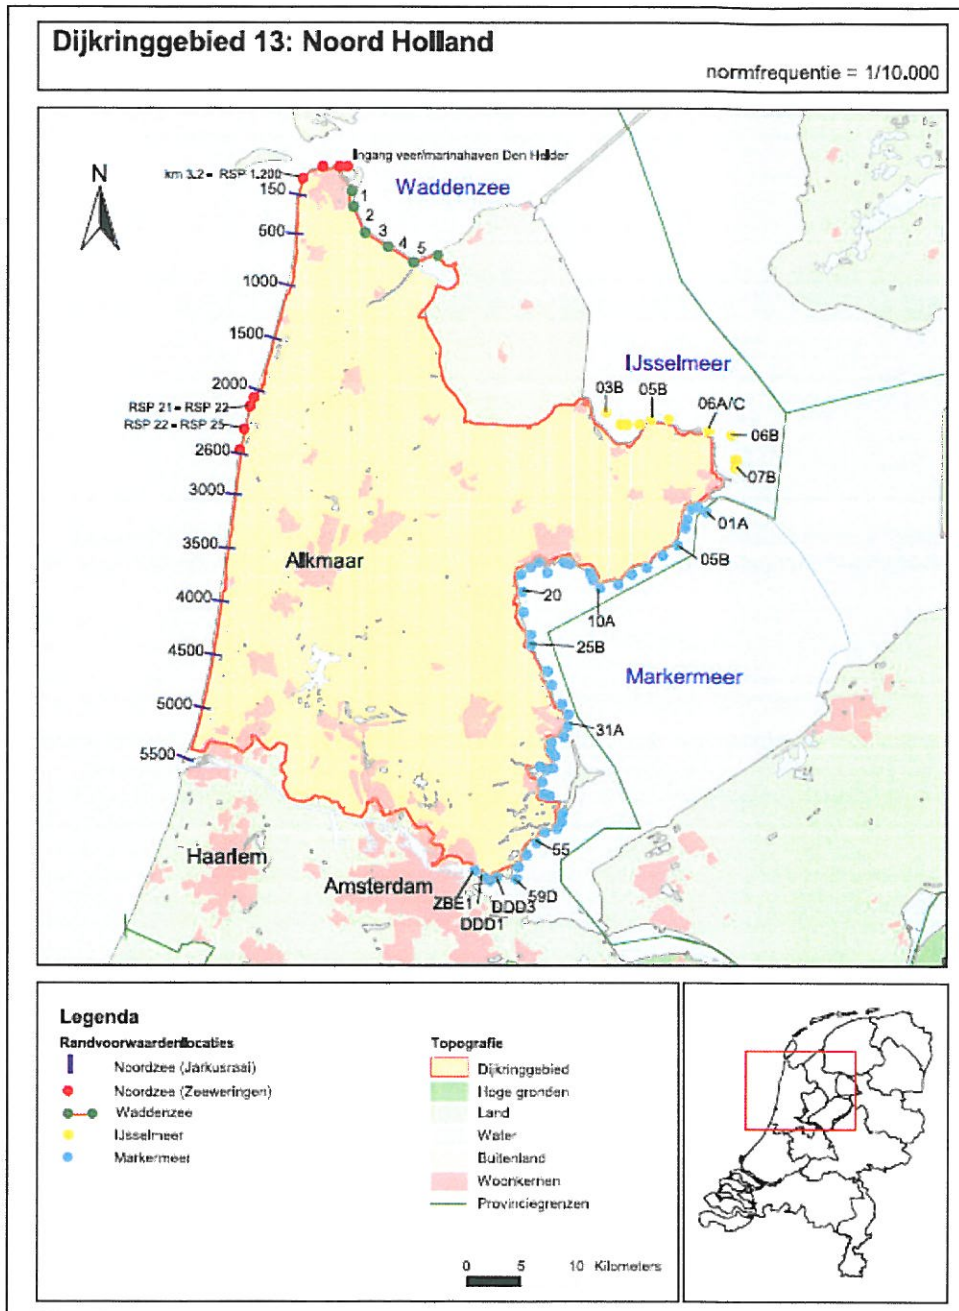 Dijkringgebied 13: Noord Holland
normfrequentie = 1/10.000
N
Ingang veer/marinahaven Den Helder
km 3.2 = RSP 1.200
Waddenzee
150
1
2
500
3
4
5
1000
1500
IJsselmeer
2000
03B
05B
RSP 21 = RSP 22
06A/C
RSP 22 = RSP 25
06B
2600
07B
3000
01A
3500
Alkmaar
05B
4000
20
10A
4500
25B
Markermeer
5000
31A
5500
Haarlem
55
Amsterdam
ZBE1
DDD1
DDD3
59D
Legenda
Randvoorwaardenlocaties
Noordzee (Jarkusraai)
Noordzee (Zeeweringen)
Waddenzee
IJsselmeer
Markermeer
Topografie
Dijkringgebied
Hoge gronden
Land
Water
Buitenland
Woonkernen
Provinciegrenzen
0 5 10 Kilometers